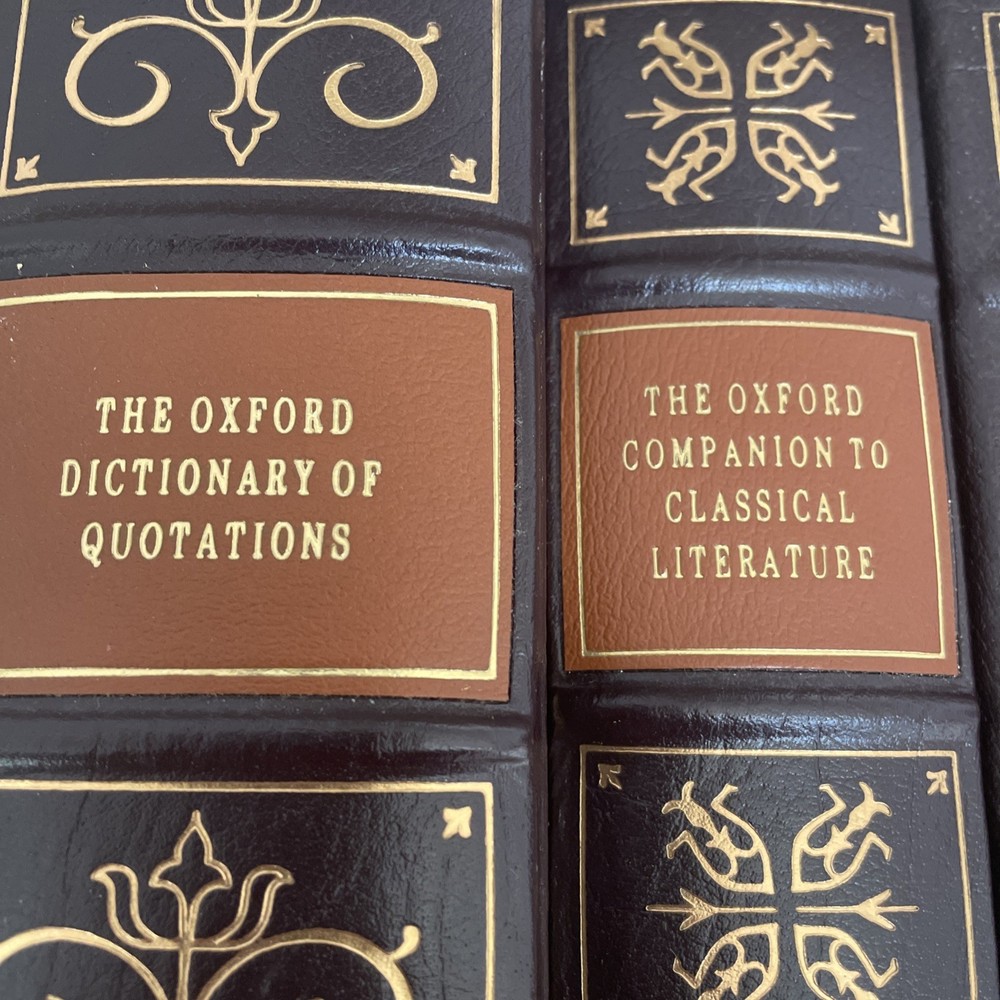 THE OXFORD
DICTIONARY OF
QUOTATIONS
THE OXFORD
COMPANION TO
CLASSICAL
LITERATURE